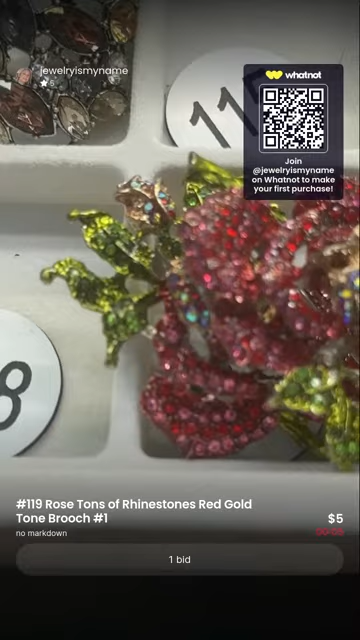 jewelryismyname
5
whatnot
11
Join
@jewelryismyname
on Whatnot to make
your first purchase!
8
#119 Rose Tons of Rhinestones Red Gold
Tone Brooch #1
$5
no markdown
1 bid